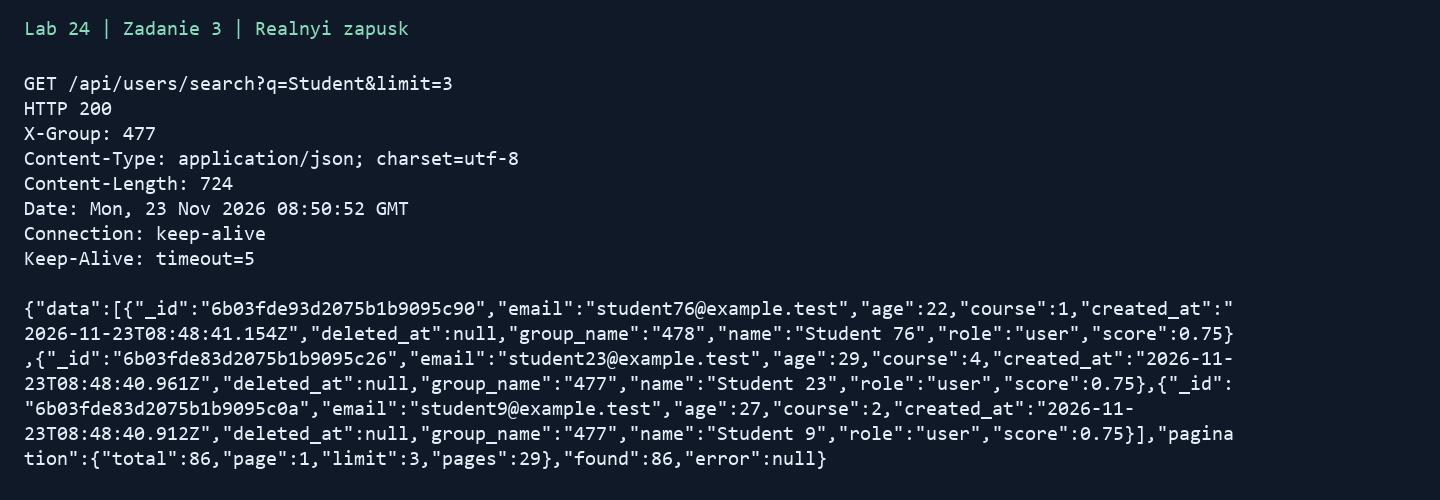 Lab 24 | Zadanie 3 | Realnyi zapusk
GET /api/users/search?q=Student&limit=3
HTTP 200
X-Group: 477
Content-Type: application/json; charset=utf-8
Content-Length: 724
Date: Mon, 23 Nov 2026 08:50:52 GMT
Connection: keep-alive
Keep-Alive: timeout=5
{"data":[{"_id":"6b03fde93d2075b1b9095c90","email":"student76@example.test","age":22,"course":1,"created_at":"
2026-11-23T08:48:41.154Z","deleted_at":null,"group_name":"478","name":"Student 76","role":"user","score":0.75}
,{"_id":"6b03fde83d2075b1b9095c26","email":"student23@example.test","age":29,"course":4,"created_at":"2026-11-
23T08:48:40.961Z","deleted_at":null,"group_name":"477","name":"Student 23","role":"user","score":0.75},{"_id":
"6b03fde83d2075b1b9095c0a","email":"student9@example.test","age":27,"course":2,"created_at":"2026-11-
23T08:48:40.912Z","deleted_at":null,"group_name":"477","name":"Student 9","role":"user","score":0.75}],"pagina
tion":{"total":86,"page":1,"limit":3,"pages":29},"found":86,"error":null}